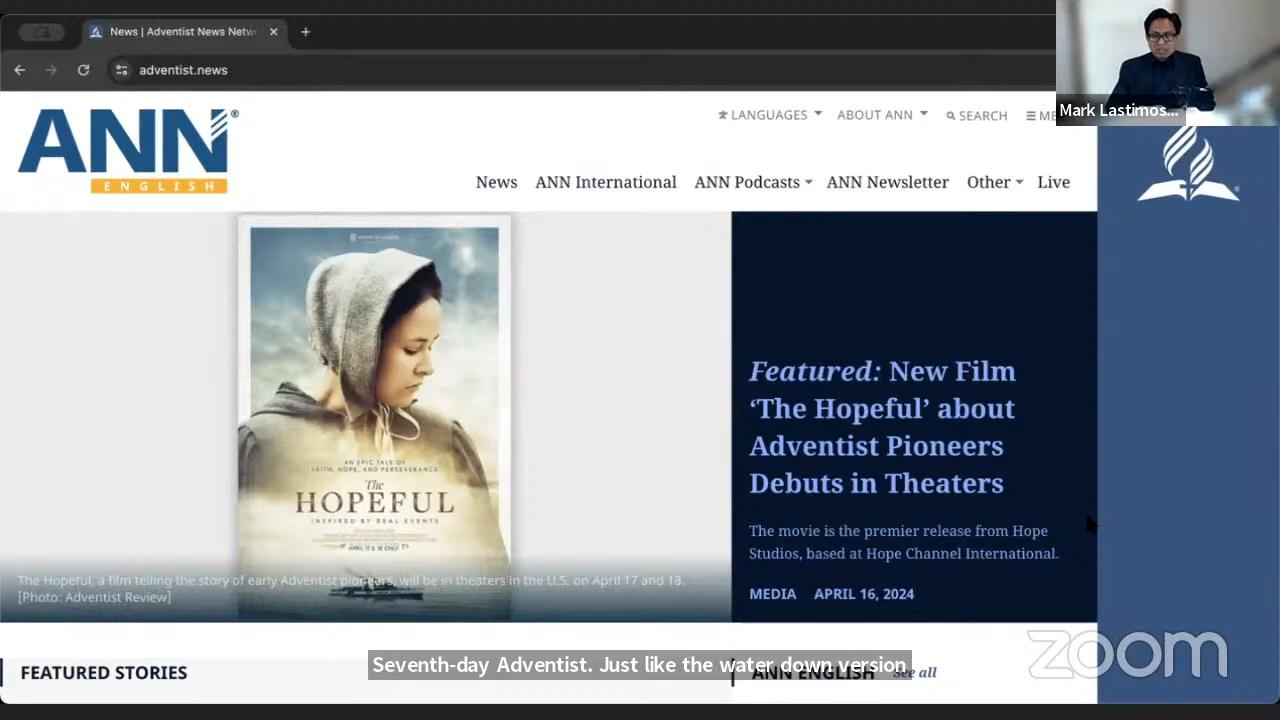 News | Adventist News Netw
adventist.news
Mark Lastimos...
ANN®
ENGLISH
LANGUAGES
ABOUT ANN
SEARCH
ME
News
ANN International
ANN Podcasts
ANN Newsletter
Other
Live
AN EPIC TALE OF
FAITH, HOPE, AND PERSEVERANCE
The
HOPEFUL
INSPIRED BY REAL EVENTS
APRIL 17 & 18 ONLY
Featured: New Film
‘The Hopeful’ about
Adventist Pioneers
Debuts in Theaters
The movie is the premier release from Hope
Studios, based at Hope Channel International.
MEDIA APRIL 16, 2024
The Hopeful, a film telling the story of early Adventist pioneers, will be in theaters in the U.S. on April 17 and 18.
[Photo: Adventist Review]
zoom
Seventh-day Adventist. Just like the water down version
FEATURED STORIES
ANN ENGLISH
See all